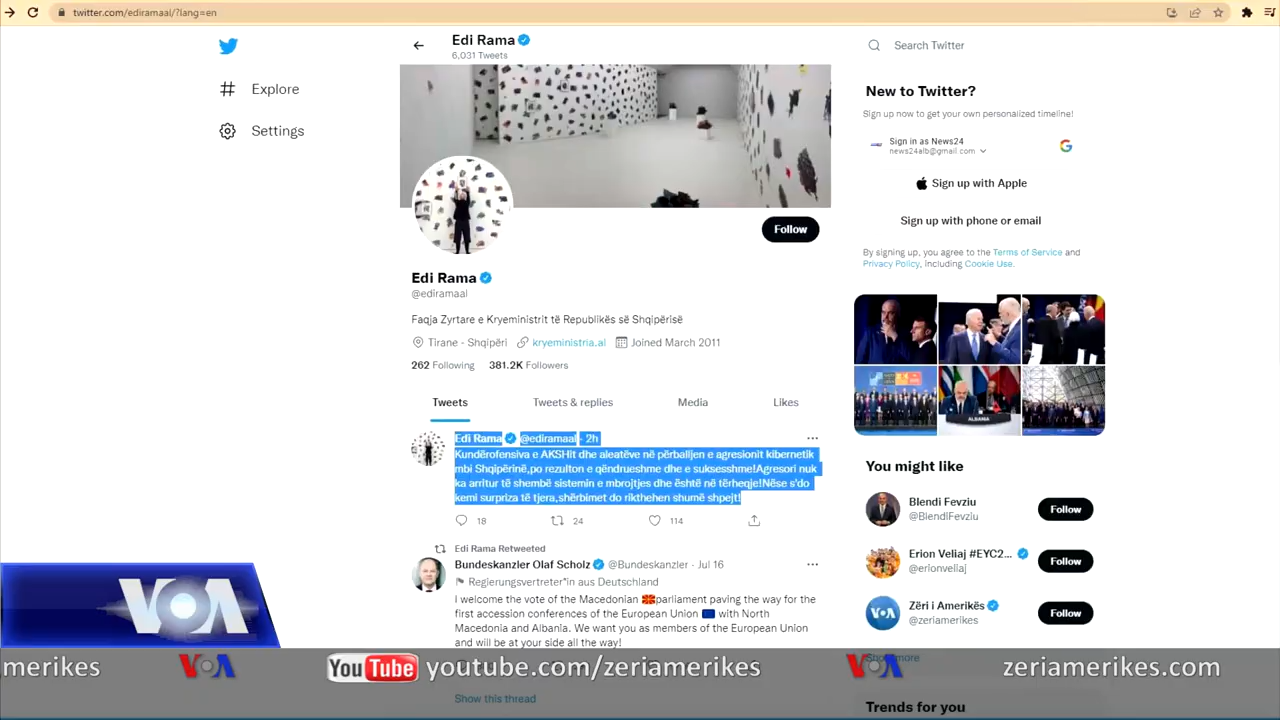 twitter.com/ediramaal/?lang=en
Edi Rama
6,031 Tweets
Search Twitter
Explore
Settings
New to Twitter?
Sign up now to get your own personalized timeline!
Sign in as News24
news24alb@gmail.com
Sign up with Apple
Sign up with phone or email
By signing up, you agree to the Terms of Service and
Privacy Policy, including Cookie Use.
Follow
Edi Rama
@ediramaal
Faqja Zyrtare e Kryeministrit të Republikës së Shqipërisë
Tirane - Shqipëri kryeministria.al Joined March 2011
262 Following 381.2K Followers
Tweets Tweets & replies Media Likes
Edi Rama @ediramaal · 2h
Kundërofensiva e AKSHit dhe aleatëve në përballjen e agresionit kibernetik
mbi Shqipërinë,po rezulton e qëndrueshme dhe e suksesshme!Agresori nuk
ka arritur të shembë sistemin e mbrojtjes dhe është në tërheqje!Nëse s'do
kemi surpriza të tjera,shërbimet do rikthehen shumë shpejt!
18 24 114
Edi Rama Retweeted
Bundeskanzler Olaf Scholz @Bundeskanzler · Jul 16
Regierungsvertreter*in aus Deutschland
I welcome the vote of the Macedonian parliament paving the way for the
first accession conferences of the European Union with North
Macedonia and Albania. We want you as members of the European Union
and will be at your side all the way!
Show this thread
ALBANIA
You might like
Blendi Fevziu
@BlendiFevziu
Follow
Erion Veliaj #EYC2...
@erionveliaj
Follow
Zëri i Amerikës
@zeriamerikes
Follow
Show more
Trends for you
VOA
merikes VOA YouTube youtube.com/zeriamerikes VOA zeriamerikes.com